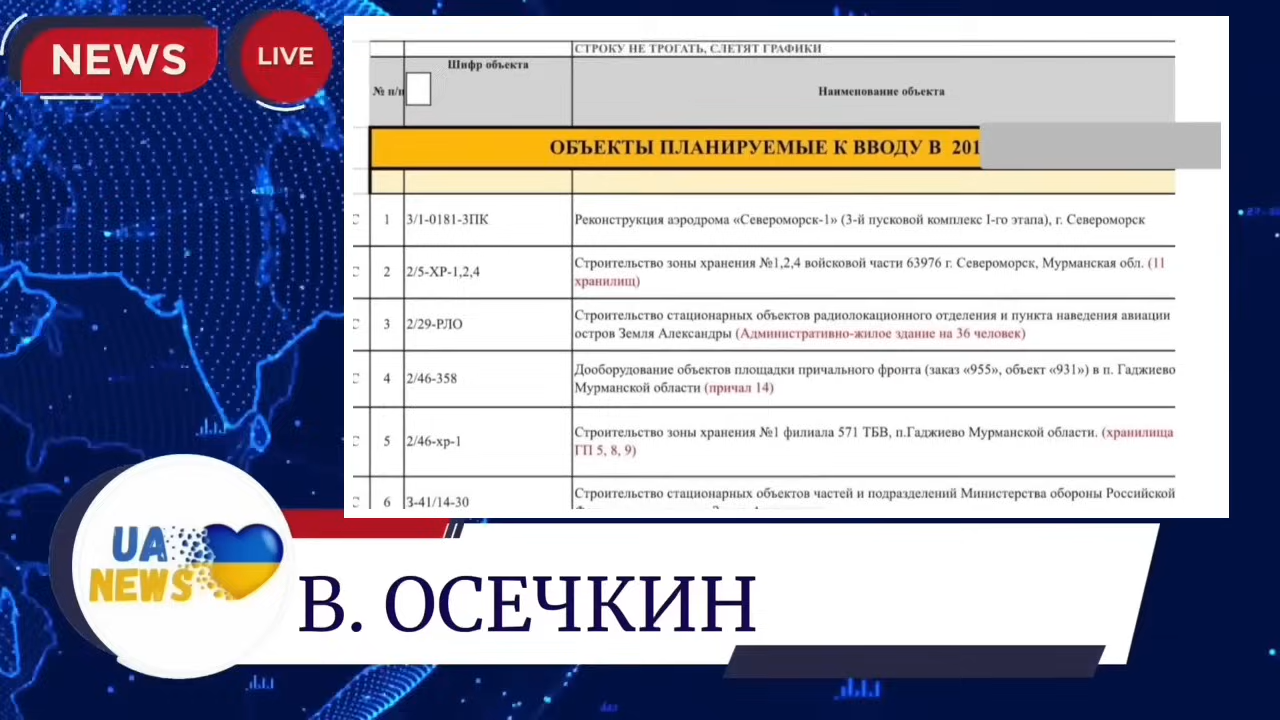 NEWS
LIVE
СТРОКУ НЕ ТРОГАТЬ, СЛЕТЯТ ГРАФИКИ
№ п/п
Шифр объекта
Наименование объекта
ОБЪЕКТЫ ПЛАНИРУЕМЫЕ К ВВОДУ В 201
С 1 3/1-0181-3ПК Реконструкция аэродрома «Североморск-1» (3-й пусковой комплекс I-го этапа), г. Североморск
С 2 2/5-ХР-1,2,4 Строительство зоны хранения №1,2,4 войсковой части 63976 г. Североморск, Мурманская обл. (11
хранилищ)
С 3 2/29-РЛО Строительство стационарных объектов радиолокационного отделения и пункта наведения авиации
остров Земля Александры (Административно-жилое здание на 36 человек)
С 4 2/46-358 Дооборудование объектов площадки причального фронта (заказ «955», объект «931») в п. Гаджиево
Мурманской области (причал 14)
С 5 2/46-хр-1 Строительство зоны хранения №1 филиала 571 ТБВ, п.Гаджиево Мурманской области. (хранилища
ГП 5, 8, 9)
С 6 З-41/14-30 Строительство стационарных объектов частей и подразделений Министерства обороны Российской
UA
NEWS
В. ОСЕЧКИН